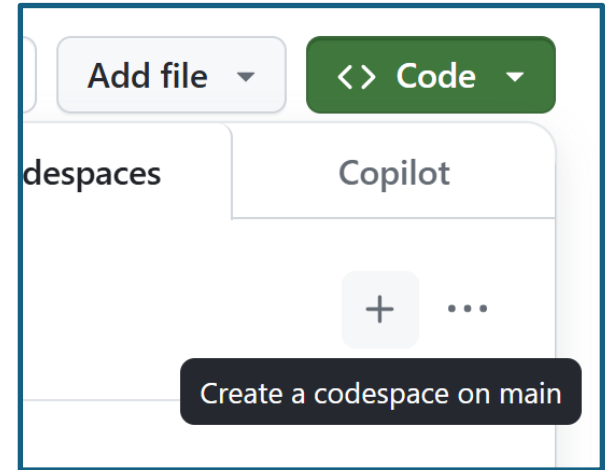 Add file
<> Code
despaces
Copilot
Create a codespace on main